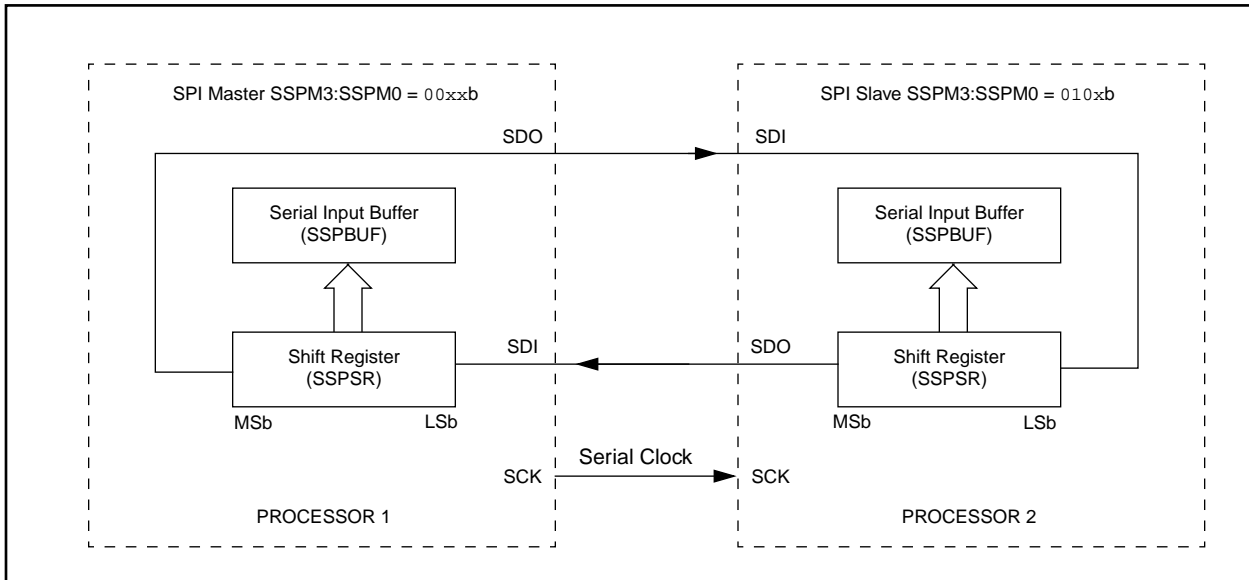 SPI Master SSPM3:SSPM0 = 00xxb
SPI Slave SSPM3:SSPM0 = 010xb
SDO
SDI
Serial Input Buffer
(SSPBUF)
Serial Input Buffer
(SSPBUF)
Shift Register
(SSPSR)
SDI
SDO
Shift Register
(SSPSR)
MSb
LSb
MSb
LSb
Serial Clock
SCK
SCK
PROCESSOR 1
PROCESSOR 2